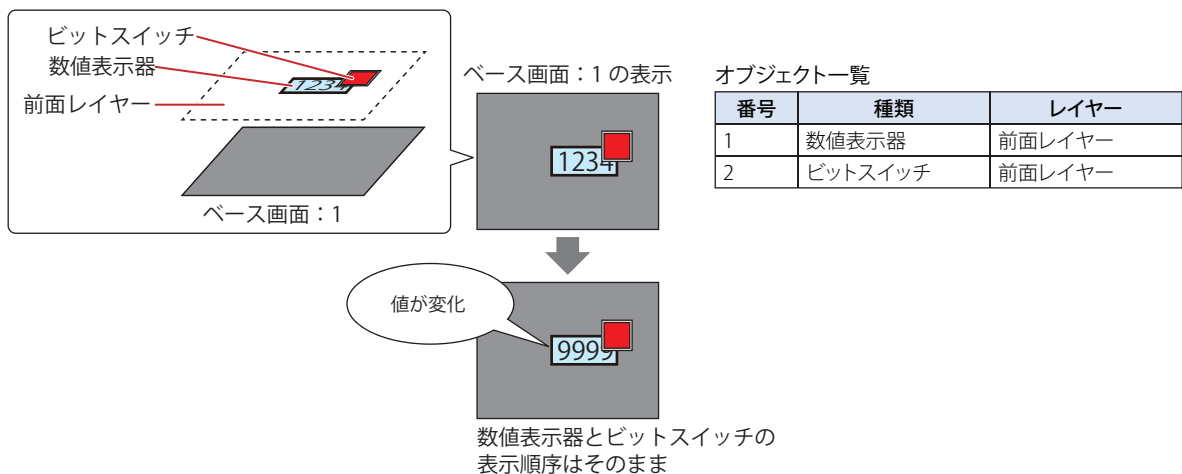 ビットスイッチ
数値表示器
前面レイヤー
1234
ベース画面：1
ベース画面：1 の表示
1234
値が変化
9999
数値表示器とビットスイッチの
表示順序はそのまま
オブジェクト一覧
番号 種類 レイヤー
1 数値表示器 前面レイヤー
2 ビットスイッチ 前面レイヤー